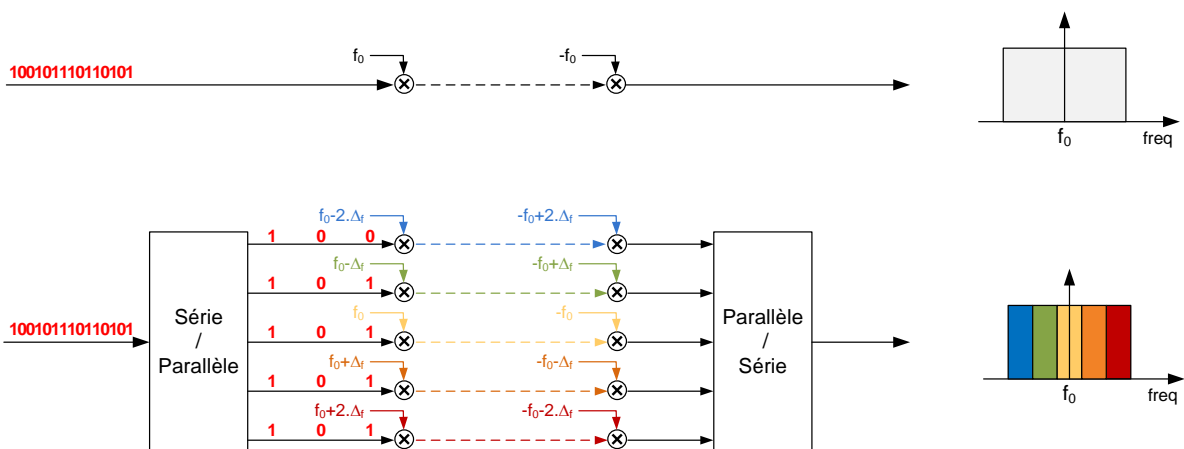 f₀ -f₀
100101110110101
f₀ freq
f₀-2.Δf -f₀+2.Δf
1 0 0
f₀-Δf -f₀+Δf
1 0 1
f₀ -f₀
100101110110101
Série
/
Parallèle
1 0 1
Parallèle
/
Série
f₀+Δf -f₀-Δf
1 0 1
f₀+2.Δf -f₀-2.Δf
1 0 1
f₀ freq